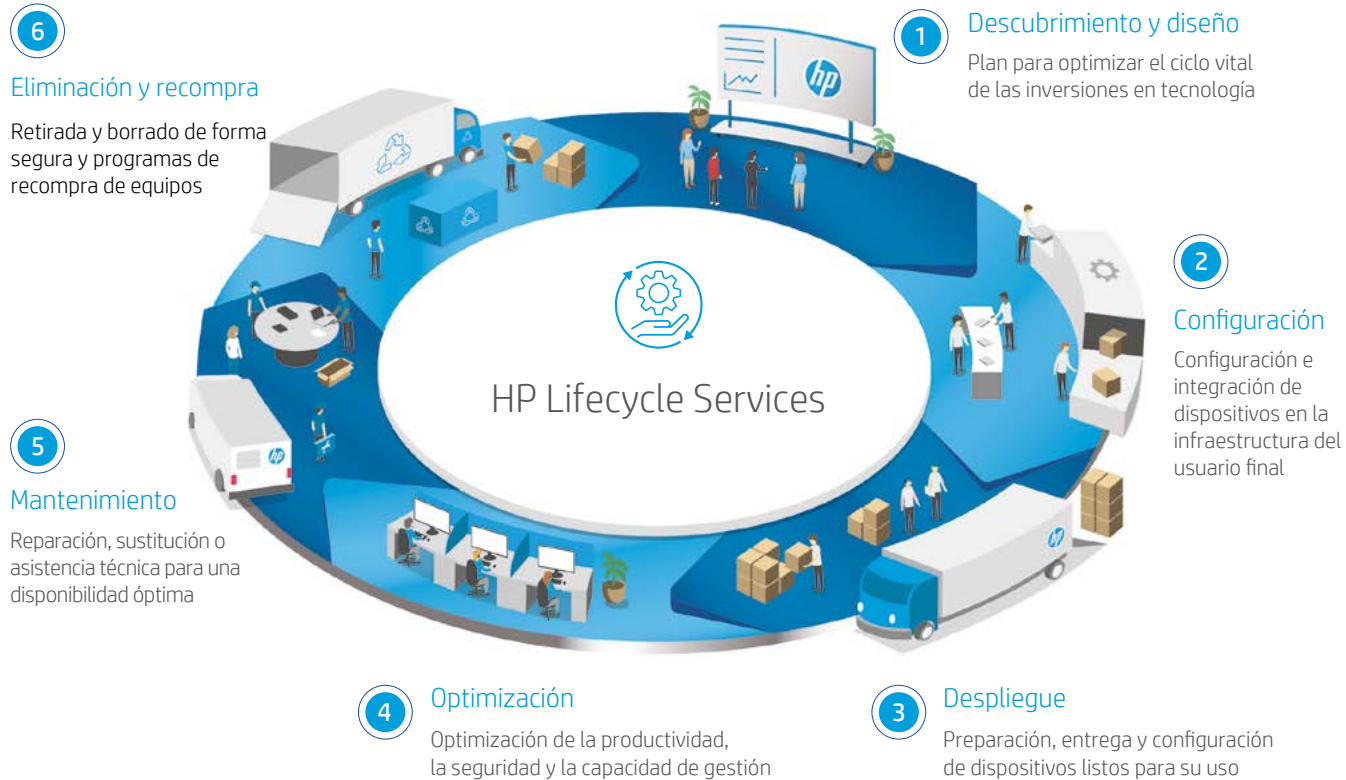 1
Descubrimiento y diseño
Plan para optimizar el ciclo vital
de las inversiones en tecnología
2
Configuración
Configuración e
integración de
dispositivos en la
infraestructura del
usuario final
3
Despliegue
Preparación, entrega y configuración
de dispositivos listos para su uso
4
Optimización
Optimización de la productividad,
la seguridad y la capacidad de gestión
5
Mantenimiento
Reparación, sustitución o
asistencia técnica para una
disponibilidad óptima
6
Eliminación y recompra
Retirada y borrado de forma
segura y programas de
recompra de equipos
HP Lifecycle Services
hp
hp
hp